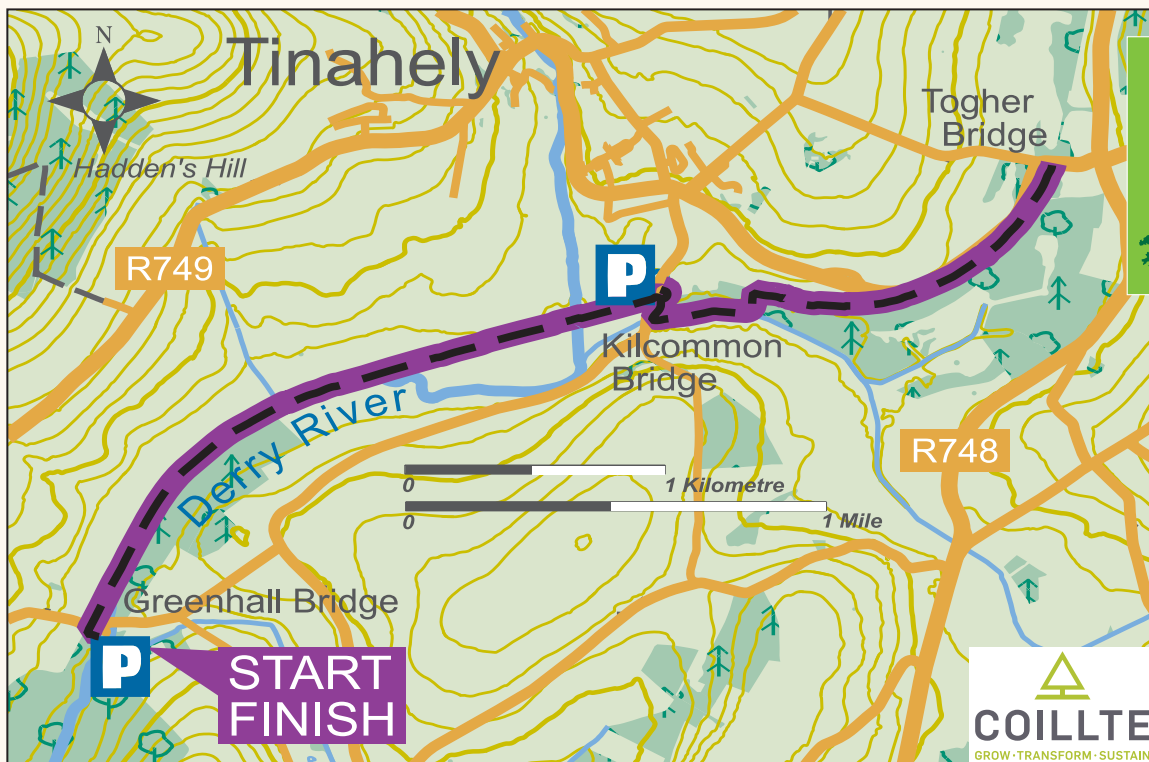 N
Tinahely
Togher
Bridge
Hadden's Hill
R749
P
Kilcommon
Bridge
Derry River
R748
0
1 Kilometre
0
1 Mile
Greenhall Bridge
P
START
FINISH
COILLTE
GROW·TRANSFORM·SUSTAIN